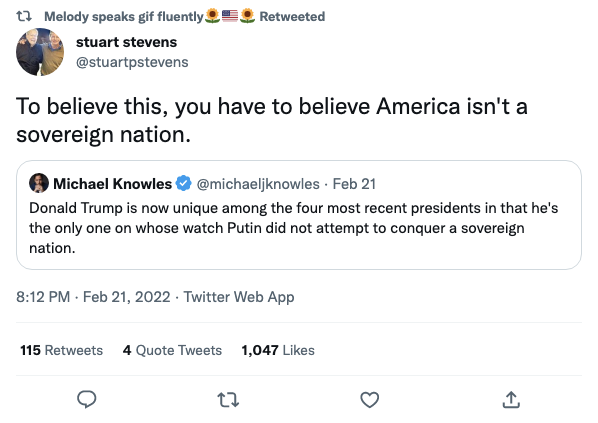 Melody speaks gif fluently🌻🇺🇸🌻 Retweeted
stuart stevens
@stuartpstevens
To believe this, you have to believe America isn't a
sovereign nation.
Michael Knowles @michaeljknowles · Feb 21
Donald Trump is now unique among the four most recent presidents in that he's
the only one on whose watch Putin did not attempt to conquer a sovereign
nation.
8:12 PM · Feb 21, 2022 · Twitter Web App
115 Retweets 4 Quote Tweets 1,047 Likes